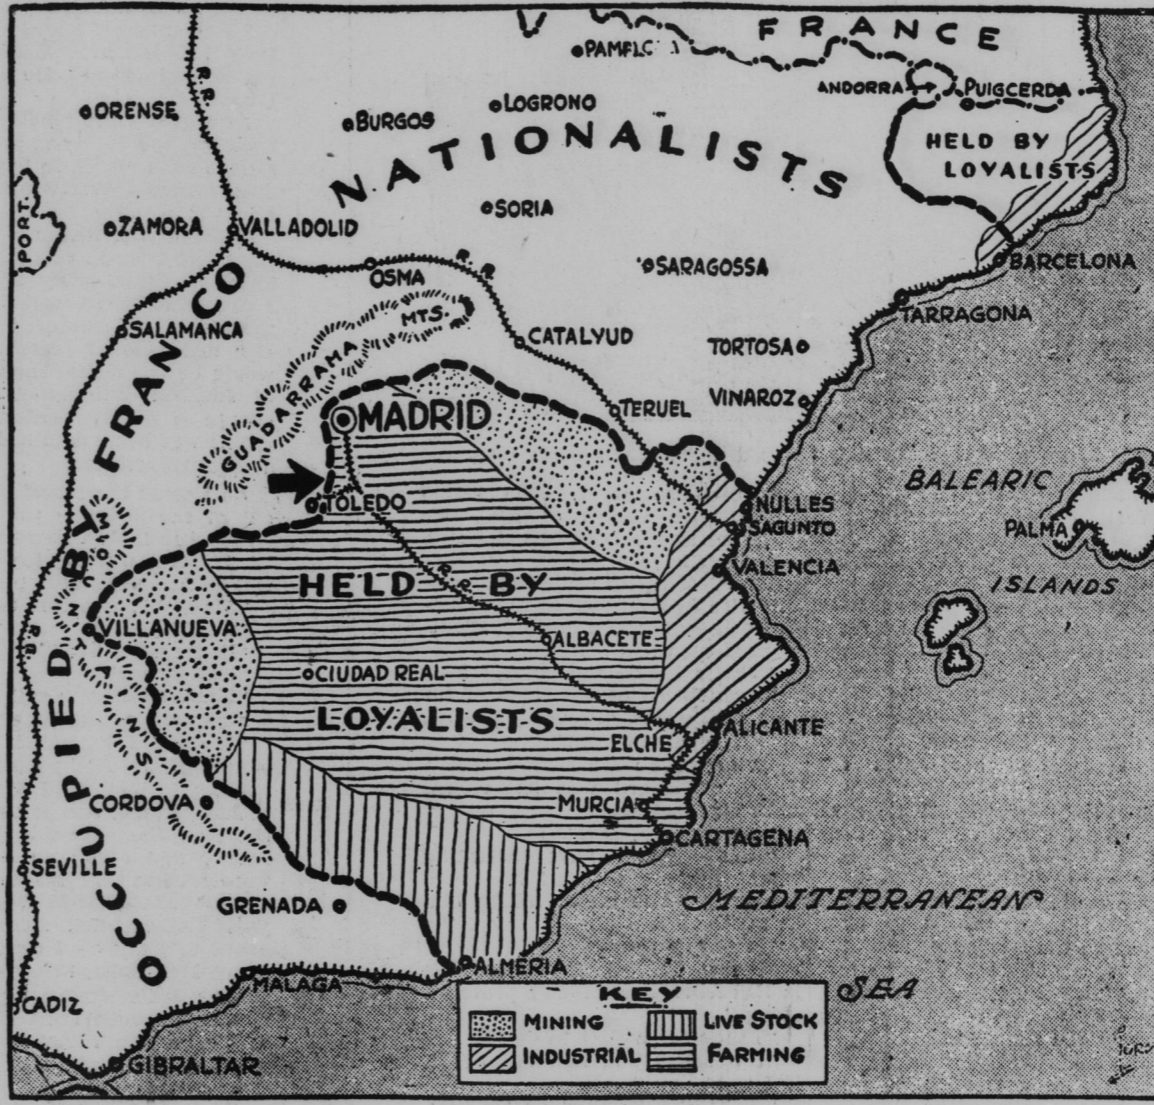 FRANCE
ANDORRA
PUIGCERDA
ORENSE
BURGOS
LOGRONO
HELD BY
LOYALISTS
NATIONALISTS
PORT.
ZAMORA
VALLADOLID
SORIA
R.R.
R.R.
OSMA
SARAGOSSA
BARCELONA
SALAMANCA
MTS.
GUADARRAMA
CATALYUD
TARRAGONA
TORTOSA
VINAROZ
TERUEL
MADRID
OCCUPIED BY FRANCO
MOUNTAINS
TOLEDO
NULLES
SAGUNTO
VALENCIA
BALEARIC
ISLANDS
PALMA
HELD BY
LOYALISTS
R.R.
R.R.
VILLANUEVA
ALBACETE
CIUDAD REAL
ELCHE
ALICANTE
MURCIA
CARTAGENA
CORDOVA
SEVILLE
GRENADA
MEDITERRANEAN
SEA
ALMERIA
MALAGA
CADIZ
GIBRALTAR
KEY
MINING
LIVE STOCK
INDUSTRIAL
FARMING